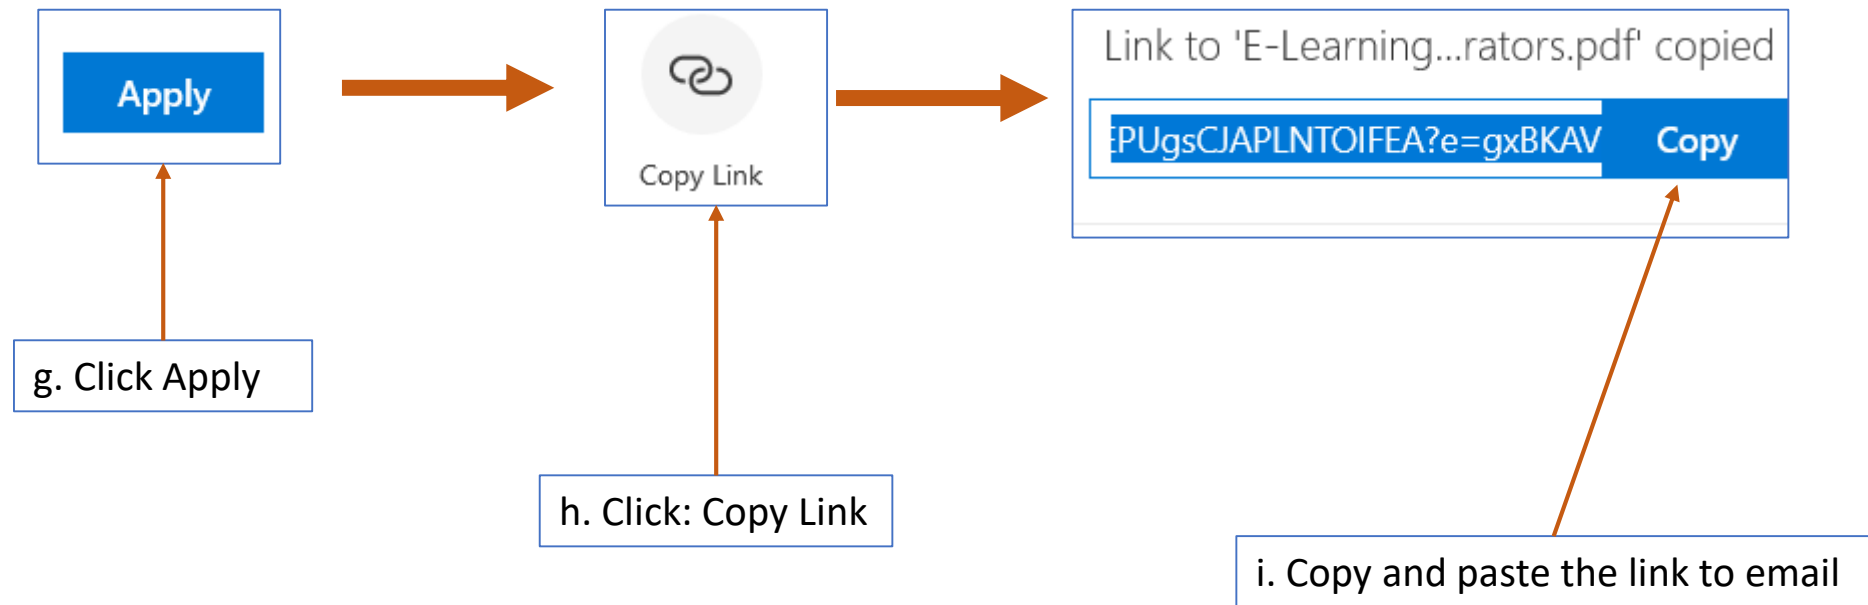 Apply
Copy Link
Link to 'E-Learning...rators.pdf' copied
EPUgsCJAPLNTOIFEA?e=gxBKAV
Copy
g. Click Apply
h. Click: Copy Link
i. Copy and paste the link to email